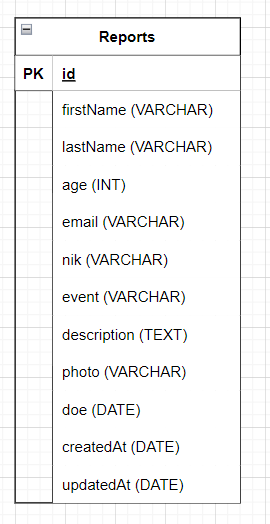 Reports
PK id
firstName (VARCHAR)
lastName (VARCHAR)
age (INT)
email (VARCHAR)
nik (VARCHAR)
event (VARCHAR)
description (TEXT)
photo (VARCHAR)
doe (DATE)
createdAt (DATE)
updatedAt (DATE)